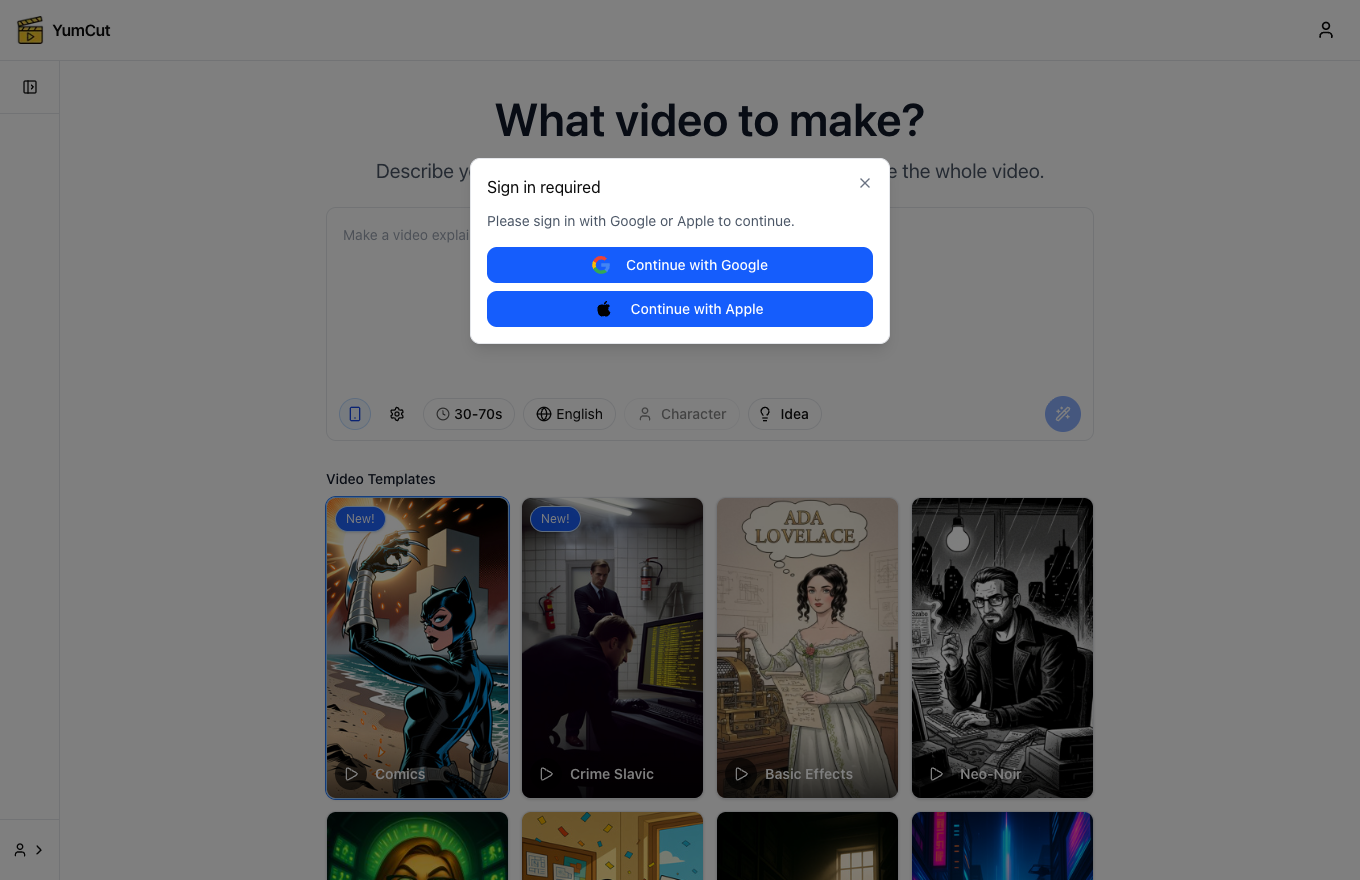 YumCut
What video to make?
Describe y
e the whole video.
Sign in required
Please sign in with Google or Apple to continue.
Continue with Google
Continue with Apple
Make a video explai
30-70s
English
Character
Idea
Video Templates
New!
New!
ADA
LOVELACE
Comics
Crime Slavic
Basic Effects
Neo-Noir